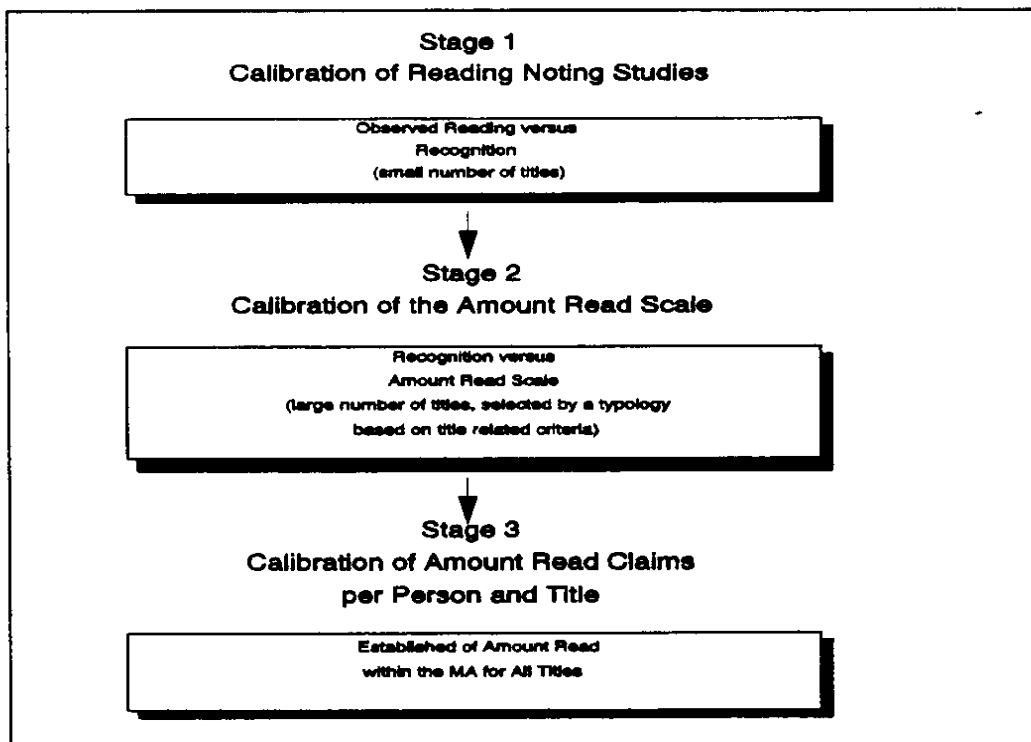 Stage 1
Calibration of Reading Noting Studies
Observed Reading versus
Recognition
(small number of titles)
Stage 2
Calibration of the Amount Read Scale
Recognition versus
Amount Read Scale
(large number of titles, selected by a typology
based on title related criteria)
Stage 3
Calibration of Amount Read Claims
per Person and Title
Established of Amount Read
within the MA for All Titles